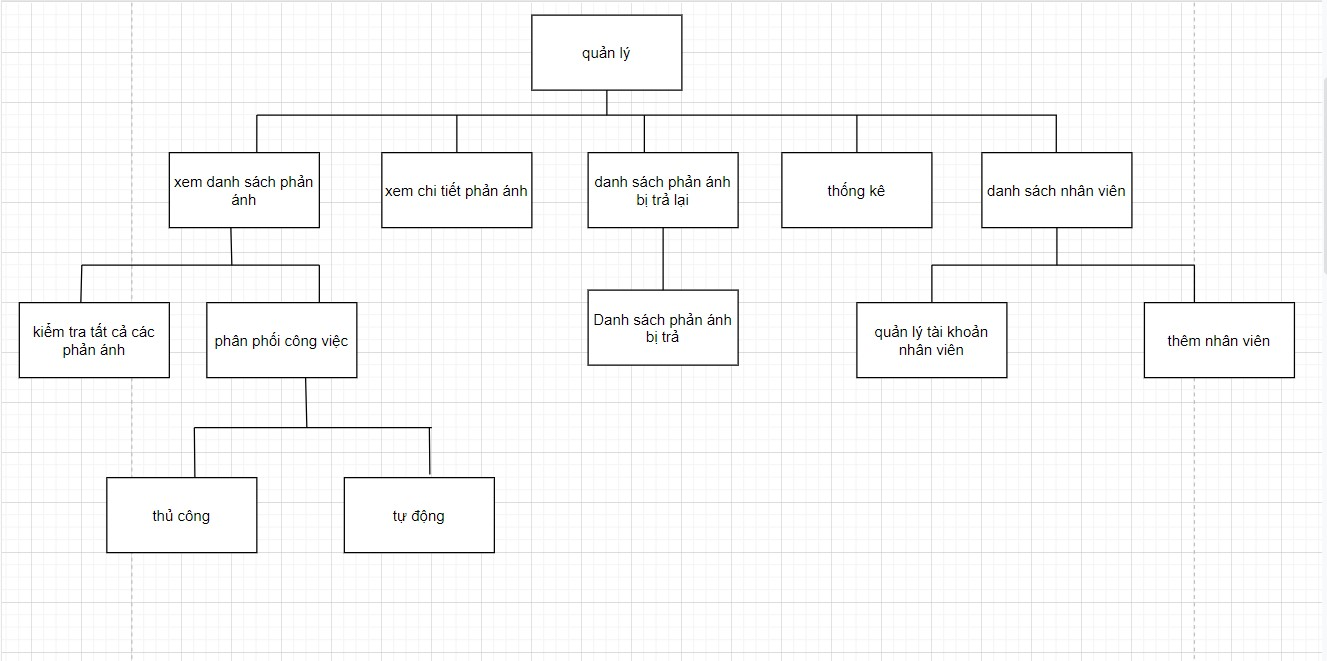 quản lý
xem danh sách phản
ánh
xem chi tiết phản ánh
danh sách phản ánh
bị trả lại
thống kê
danh sách nhân viên
kiểm tra tất cả các
phản ánh
phân phối công việc
Danh sách phản ánh
bị trả
quản lý tài khoản
nhân viên
thêm nhân viên
thủ công
tự động